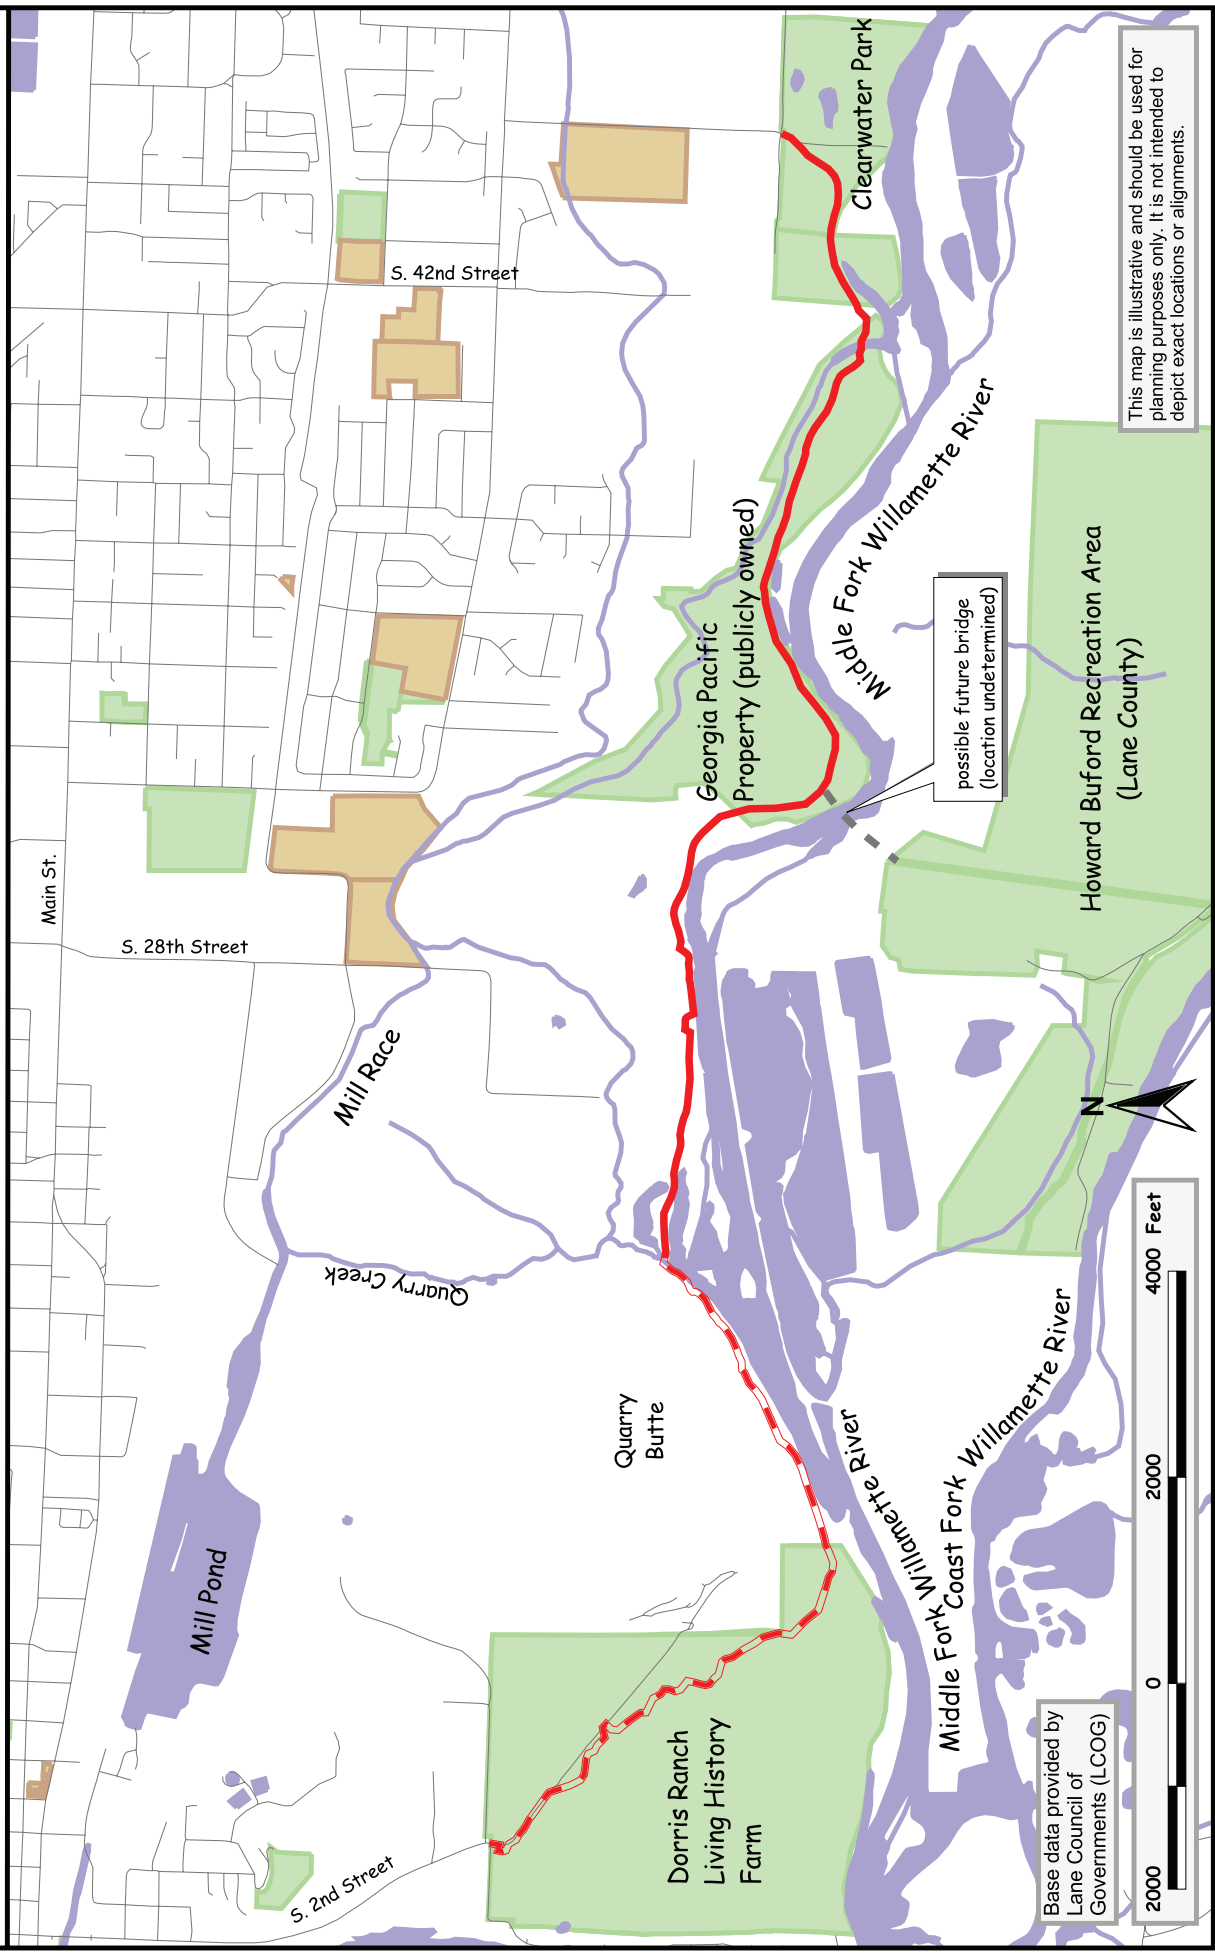 Main St.
S. 28th Street
S. 42nd Street
S. 2nd Street
Mill Pond
Mill Race
Quarry Creek
Quarry
Butte
Dorris Ranch
Living History
Farm
Georgia Pacific
Property (publicly owned)
Clearwater Park
Middle Fork Willamette River
Middle Fork Willamette River
Coast Fork Willamette River
possible future bridge
(location undetermined)
Howard Buford Recreation Area
(Lane County)
N
This map is illustrative and should be used for
planning purposes only. It is not intended to
depict exact locations or alignments.
Base data provided by
Lane Council of
Governments (LCOG)
2000 0 2000 4000 Feet